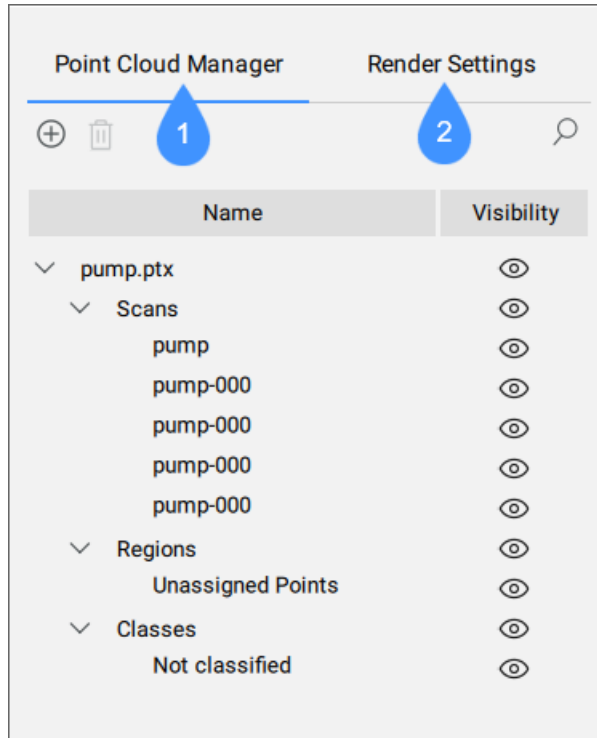 Point Cloud Manager Render Settings
1 2
Name Visibility
pump.ptx
Scans
pump
pump-000
pump-000
pump-000
pump-000
Regions
Unassigned Points
Classes
Not classified